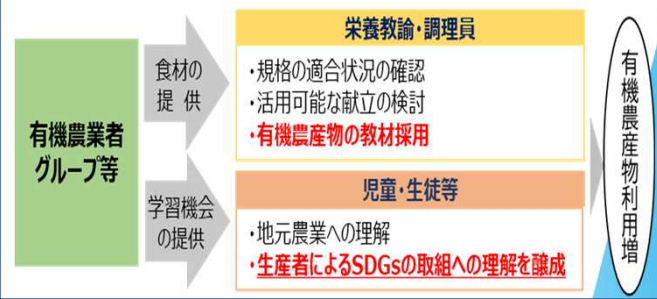 有機農業者
グループ等
食材の
提 供
学習機会
の提供
栄養教諭・調理員
・規格の適合状況の確認
・活用可能な献立の検討
・有機農産物の教材採用
児童・生徒等
・地元農業への理解
・生産者によるSDGsの取組への理解を醸成
有機農産物利用増